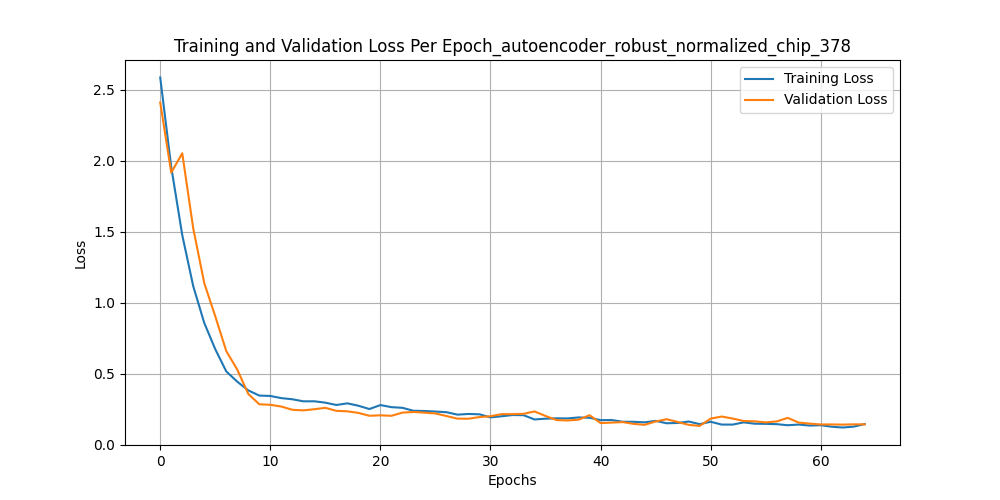 Training and Validation Loss Per Epoch_autoencoder_robust_normalized_chip_378
Training Loss
Validation Loss
2.5
2.0
1.5
1.0
0.5
0.0
Loss
0 10 20 30 40 50 60
Epochs